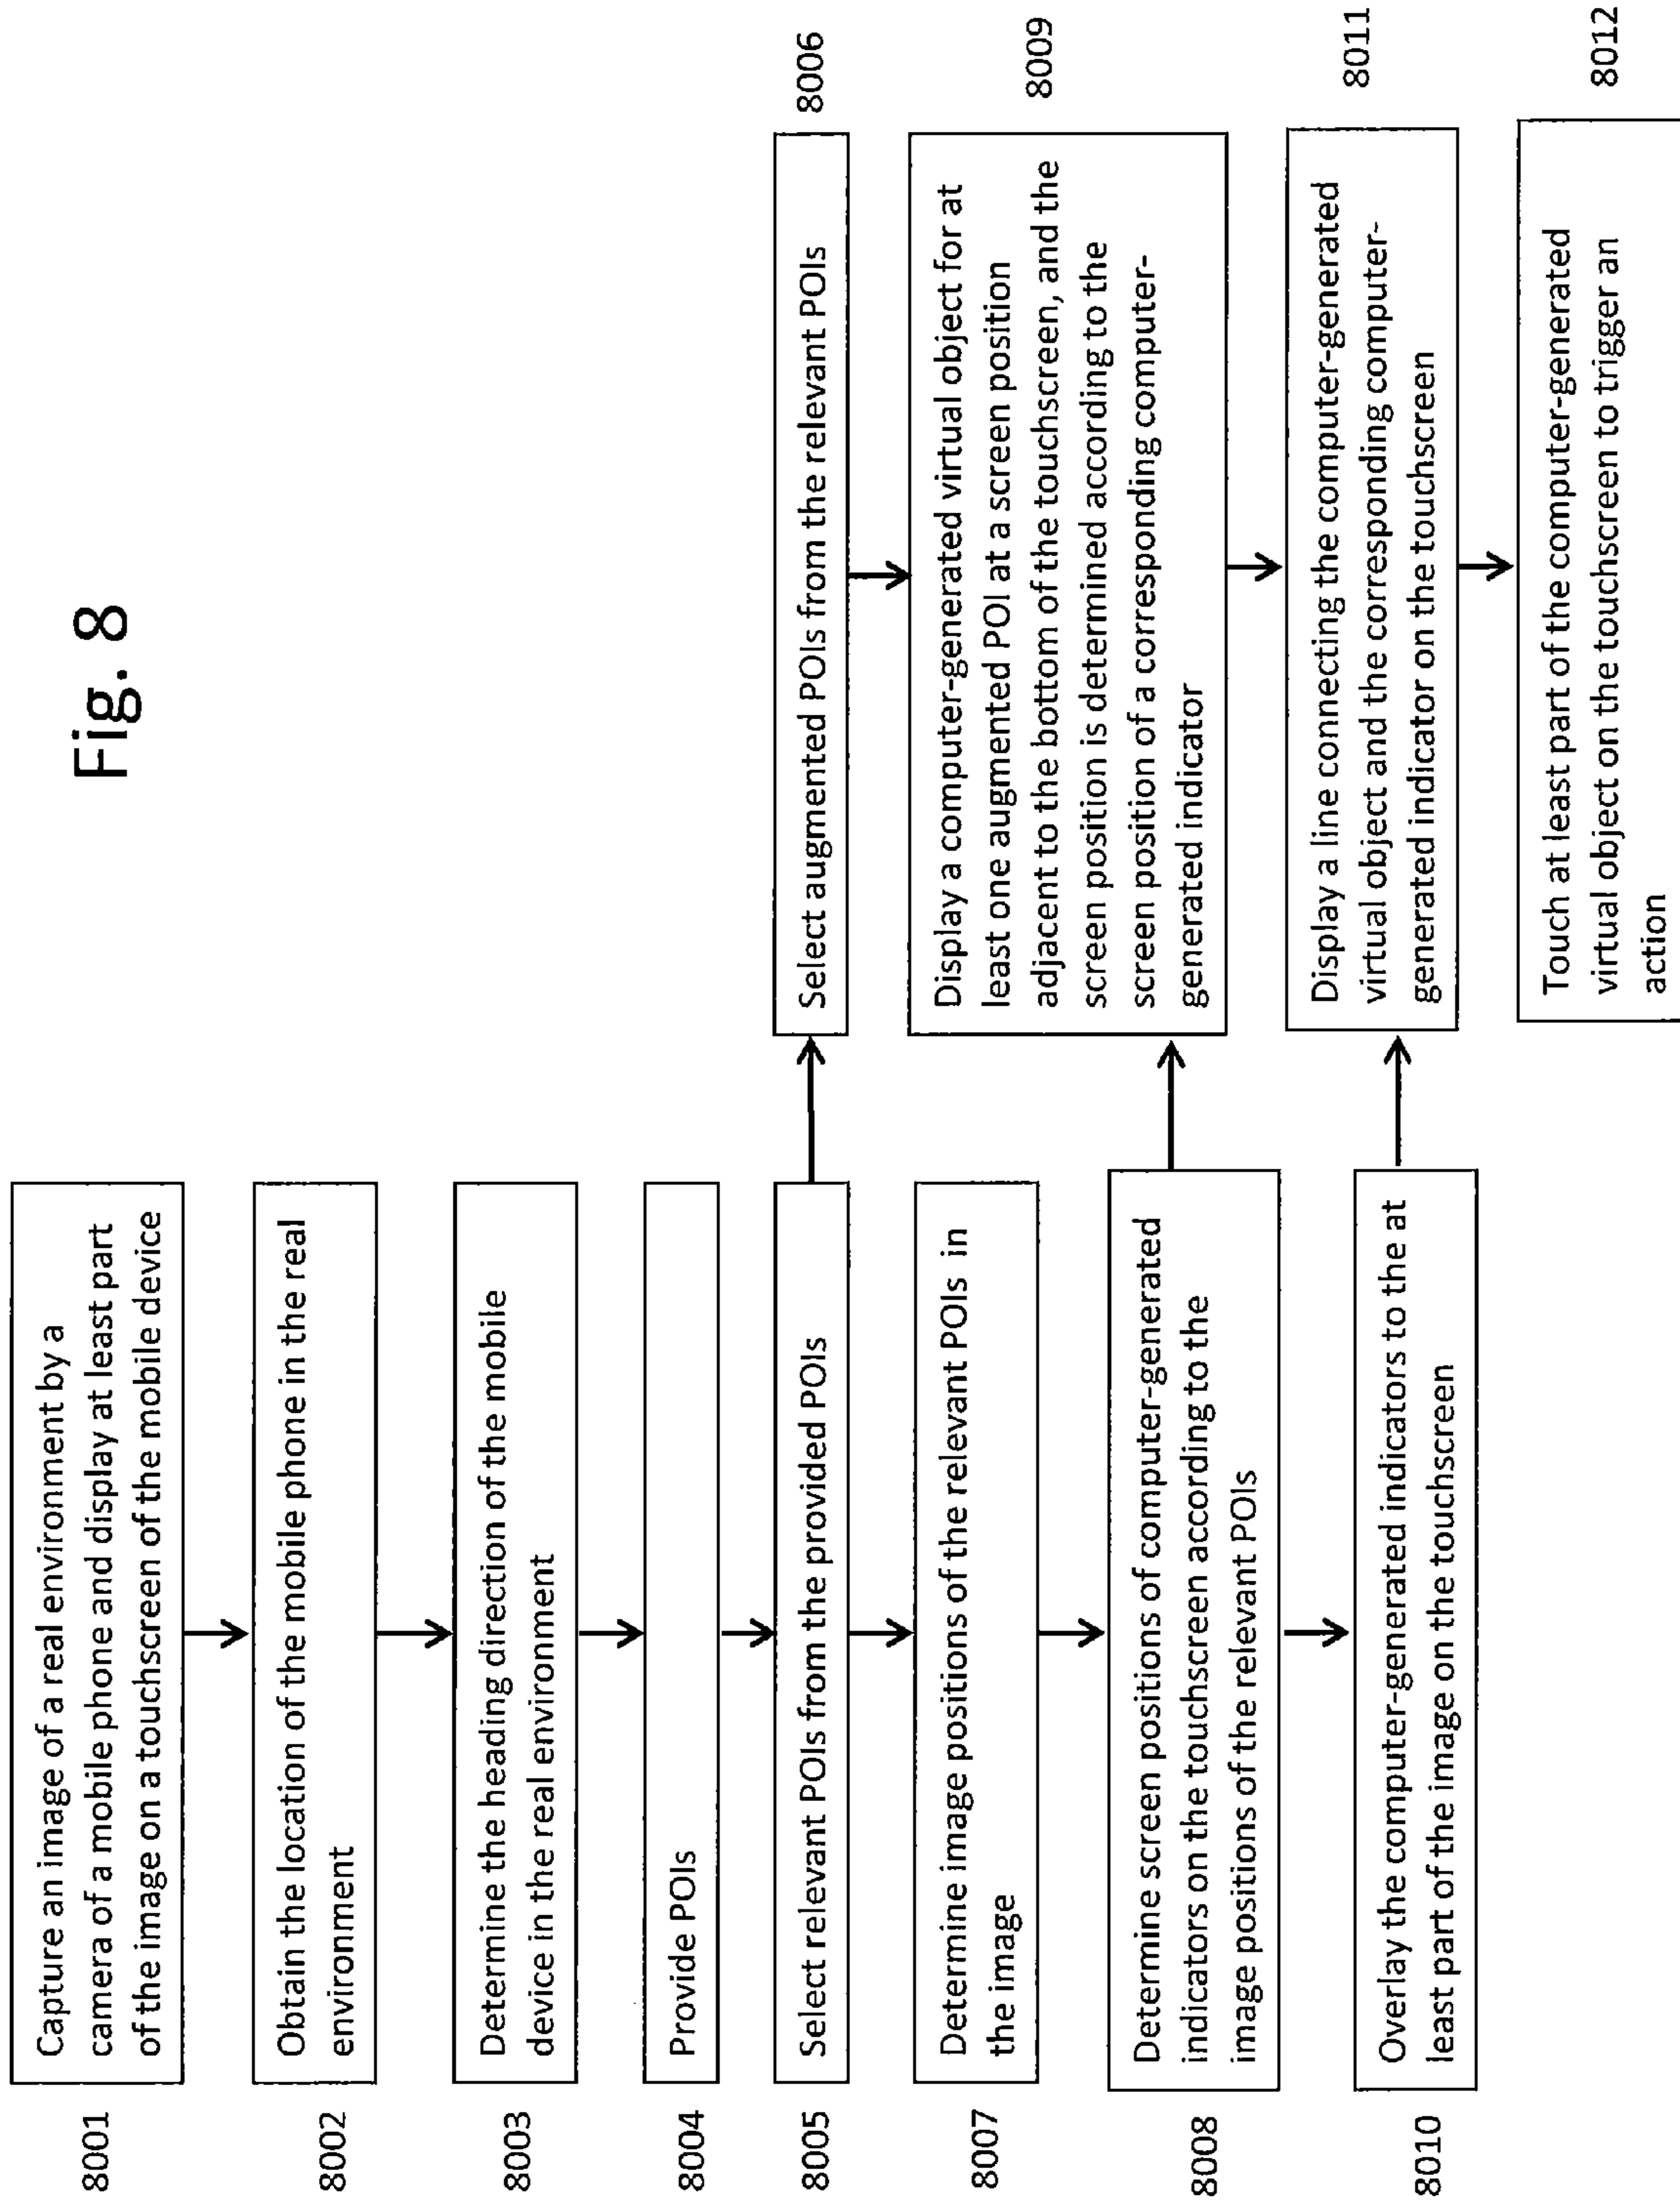 Fig. 8
8001
Capture an image of a real environment by a
camera of a mobile phone and display at least part
of the image on a touchscreen of the mobile device
8002
Obtain the location of the mobile phone in the real
environment
8003
Determine the heading direction of the mobile
device in the real environment
8004
Provide POIs
8005
Select relevant POIs from the provided POIs
8006
Select augmented POIs from the relevant POIs
8007
Determine image positions of the relevant POIs in
the image
8008
Determine screen positions of computer-generated
indicators on the touchscreen according to the
image positions of the relevant POIs
8009
Display a computer-generated virtual object for at
least one augmented POI at a screen position
adjacent to the bottom of the touchscreen, and the
screen position is determined according to the
screen position of a corresponding computer-
generated indicator
8010
Overlay the computer-generated indicators to the at
least part of the image on the touchscreen
8011
Display a line connecting the computer-generated
virtual object and the corresponding computer-
generated indicator on the touchscreen
8012
Touch at least part of the computer-generated
virtual object on the touchscreen to trigger an
action